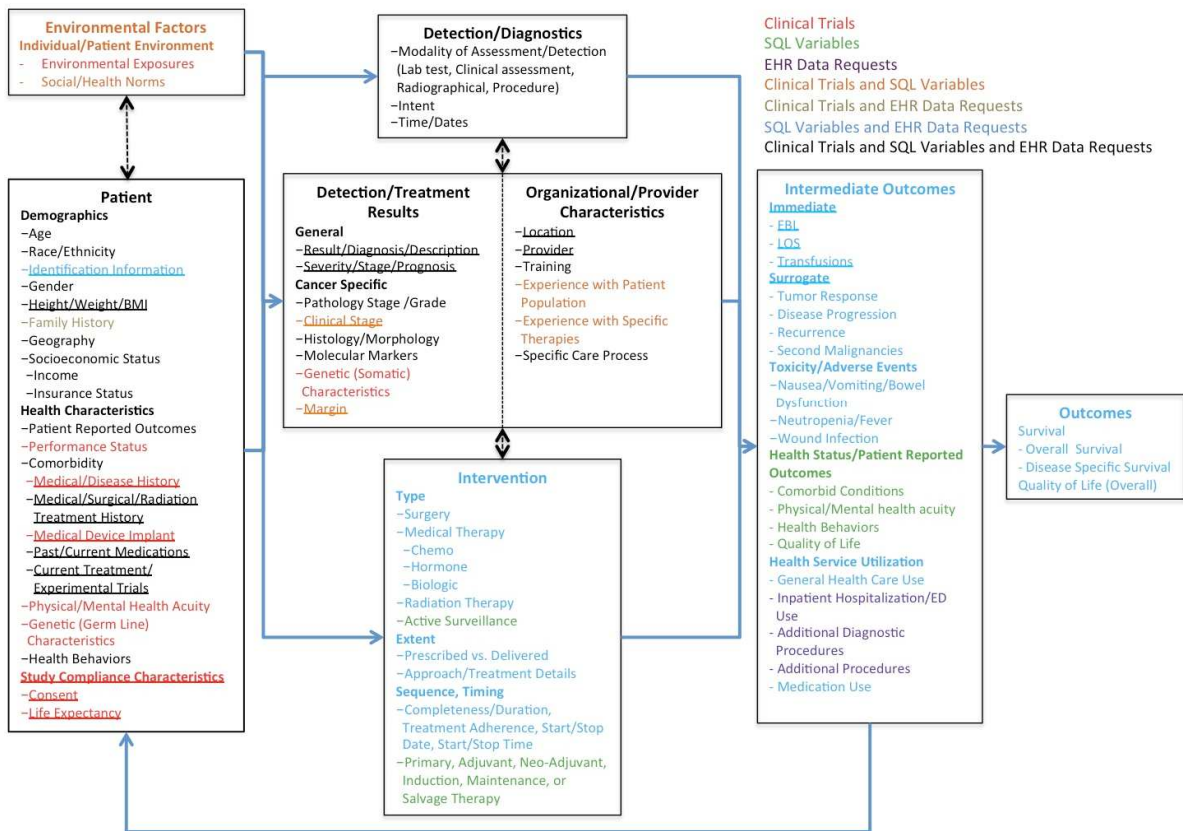 Environmental Factors
Individual/Patient Environment
- Environmental Exposures
- Social/Health Norms
Detection/Diagnostics
–Modality of Assessment/Detection
(Lab test, Clinical assessment,
Radiographical, Procedure)
–Intent
–Time/Dates
Clinical Trials
SQL Variables
EHR Data Requests
Clinical Trials and SQL Variables
Clinical Trials and EHR Data Requests
SQL Variables and EHR Data Requests
Clinical Trials and SQL Variables and EHR Data Requests
Patient
Demographics
–Age
–Race/Ethnicity
–Identification Information
–Gender
–Height/Weight/BMI
–Family History
–Geography
–Socioeconomic Status
–Income
–Insurance Status
Health Characteristics
–Patient Reported Outcomes
–Performance Status
–Comorbidity
–Medical/Disease History
–Medical/Surgical/Radiation
Treatment History
–Medical Device Implant
–Past/Current Medications
–Current Treatment/
Experimental Trials
–Physical/Mental Health Acuity
–Genetic (Germ Line)
Characteristics
–Health Behaviors
Study Compliance Characteristics
–Consent
–Life Expectancy
Detection/Treatment
Results
General
–Result/Diagnosis/Description
–Severity/Stage/Prognosis
Cancer Specific
–Pathology Stage /Grade
–Clinical Stage
–Histology/Morphology
–Molecular Markers
–Genetic (Somatic)
Characteristics
–Margin
Organizational/Provider
Characteristics
–Location
–Provider
–Training
–Experience with Patient
Population
–Experience with Specific
Therapies
–Specific Care Process
Intervention
Type
–Surgery
–Medical Therapy
–Chemo
–Hormone
–Biologic
–Radiation Therapy
–Active Surveillance
Extent
–Prescribed vs. Delivered
–Approach/Treatment Details
Sequence, Timing
–Completeness/Duration,
Treatment Adherence, Start/Stop
Date, Start/Stop Time
–Primary, Adjuvant, Neo-Adjuvant,
Induction, Maintenance, or
Salvage Therapy
Intermediate Outcomes
Immediate
- EBL
- LOS
- Transfusions
Surrogate
- Tumor Response
- Disease Progression
- Recurrence
- Second Malignancies
Toxicity/Adverse Events
–Nausea/Vomiting/Bowel
Dysfunction
–Neutropenia/Fever
–Wound Infection
Health Status/Patient Reported
Outcomes
- Comorbid Conditions
- Physical/Mental health acuity
- Health Behaviors
- Quality of Life
Health Service Utilization
- General Health Care Use
- Inpatient Hospitalization/ED
Use
- Additional Diagnostic
Procedures
- Additional Procedures
- Medication Use
Outcomes
Survival
- Overall Survival
- Disease Specific Survival
Quality of Life (Overall)